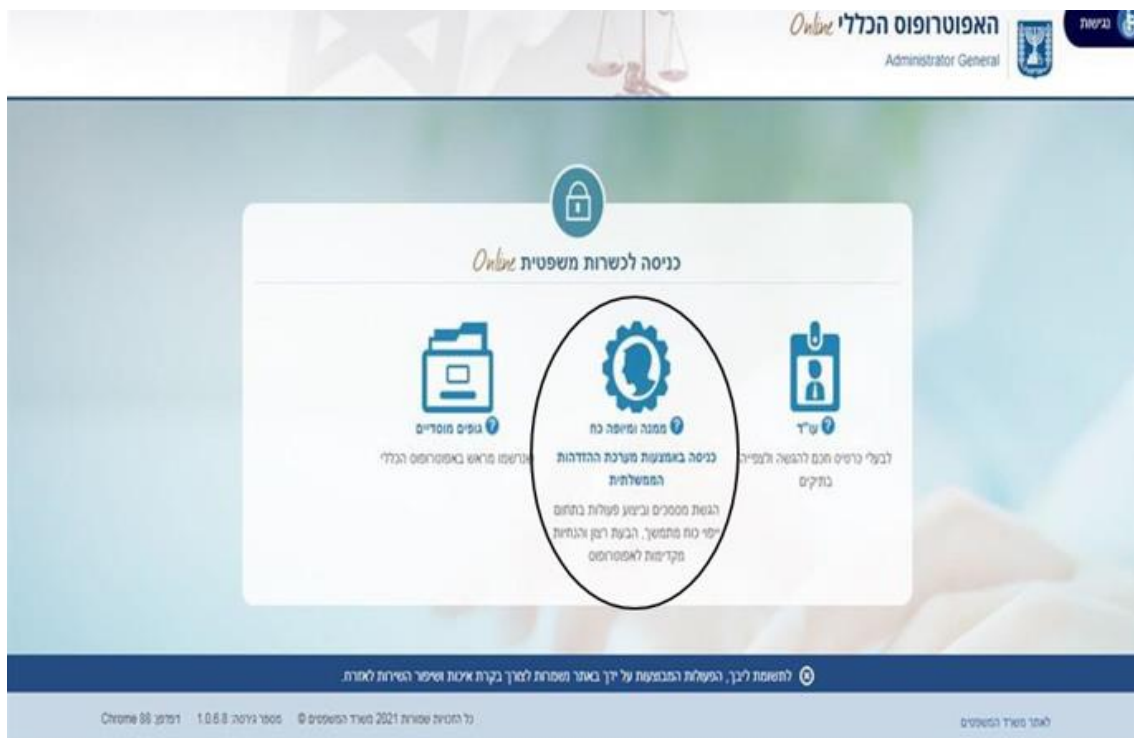 נגישות
האפוטרופוס הכללי Online
Administrator General
כניסה לכשרות משפטית Online
עו"ד
לבעלי כרטיס חכם להגשה ולצפייה
בתיקים
ממנה ומיופה כח
כניסה באמצעות מערכת ההזדהות
הממשלתית
הגשת מסמכים וביצוע פעולות בתחום
ייפוי כוח מתמשך, הבעת רצון והנחיות
מקדימות לאפוטרופוס
גופים מוסדיים
שנרשמו מראש באפוטרופוס הכללי
לתשומת ליבך, הפעולות המבוצעות על ידך באתר נשמרות לצורך בקרת איכות ושיפור השירות לאזרח.
לאתר משרד המשפטים
כל הזכויות שמורות 2021 משרד המשפטים © מספר גירסה: 1.0.6.8 דפדפן: Chrome 88